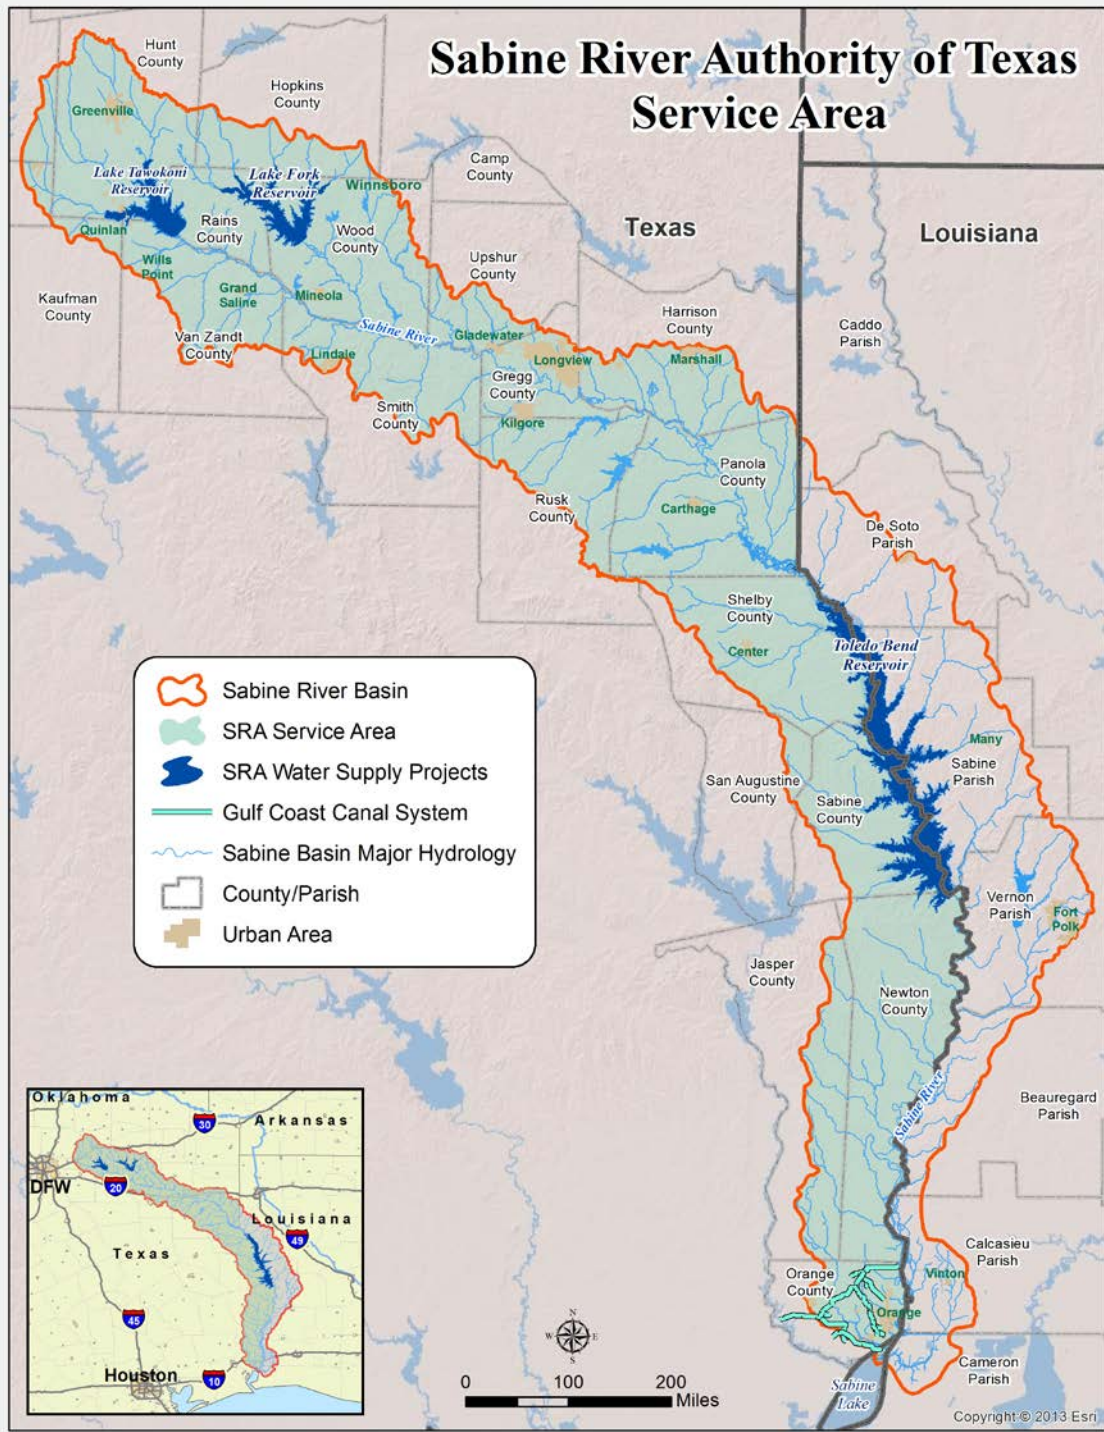 Sabine River Authority of Texas
Service Area
Hunt
County
Hopkins
County
Greenville
Camp
County
Lake Tawokoni
Reservoir
Lake Fork
Reservoir
Winnsboro
Texas
Louisiana
Quinlan
Rains
County
Wood
County
Upshur
County
Wills
Point
Grand
Saline
Mineola
Kaufman
County
Van Zandt
County
Sabine River
Gladewater
Harrison
County
Caddo
Parish
Lindale
Longview
Marshall
Gregg
County
Smith
County
Kilgore
Panola
County
Rusk
County
Carthage
De Soto
Parish
Shelby
County
Center
Toledo Bend
Reservoir
Many
Sabine
Parish
San Augustine
County
Sabine
County
Vernon
Parish
Fort
Polk
Jasper
County
Newton
County
Sabine River
Beauregard
Parish
Calcasieu
Parish
Orange
County
Vinton
Orange
Cameron
Parish
Sabine
Lake
Sabine River Basin
SRA Service Area
SRA Water Supply Projects
Gulf Coast Canal System
Sabine Basin Major Hydrology
County/Parish
Urban Area
Oklahoma
30
Arkansas
DFW
20
Louisiana
49
Texas
45
Houston
10
N
W E
S
0 100 200
Miles
Copyright:© 2013 Esri